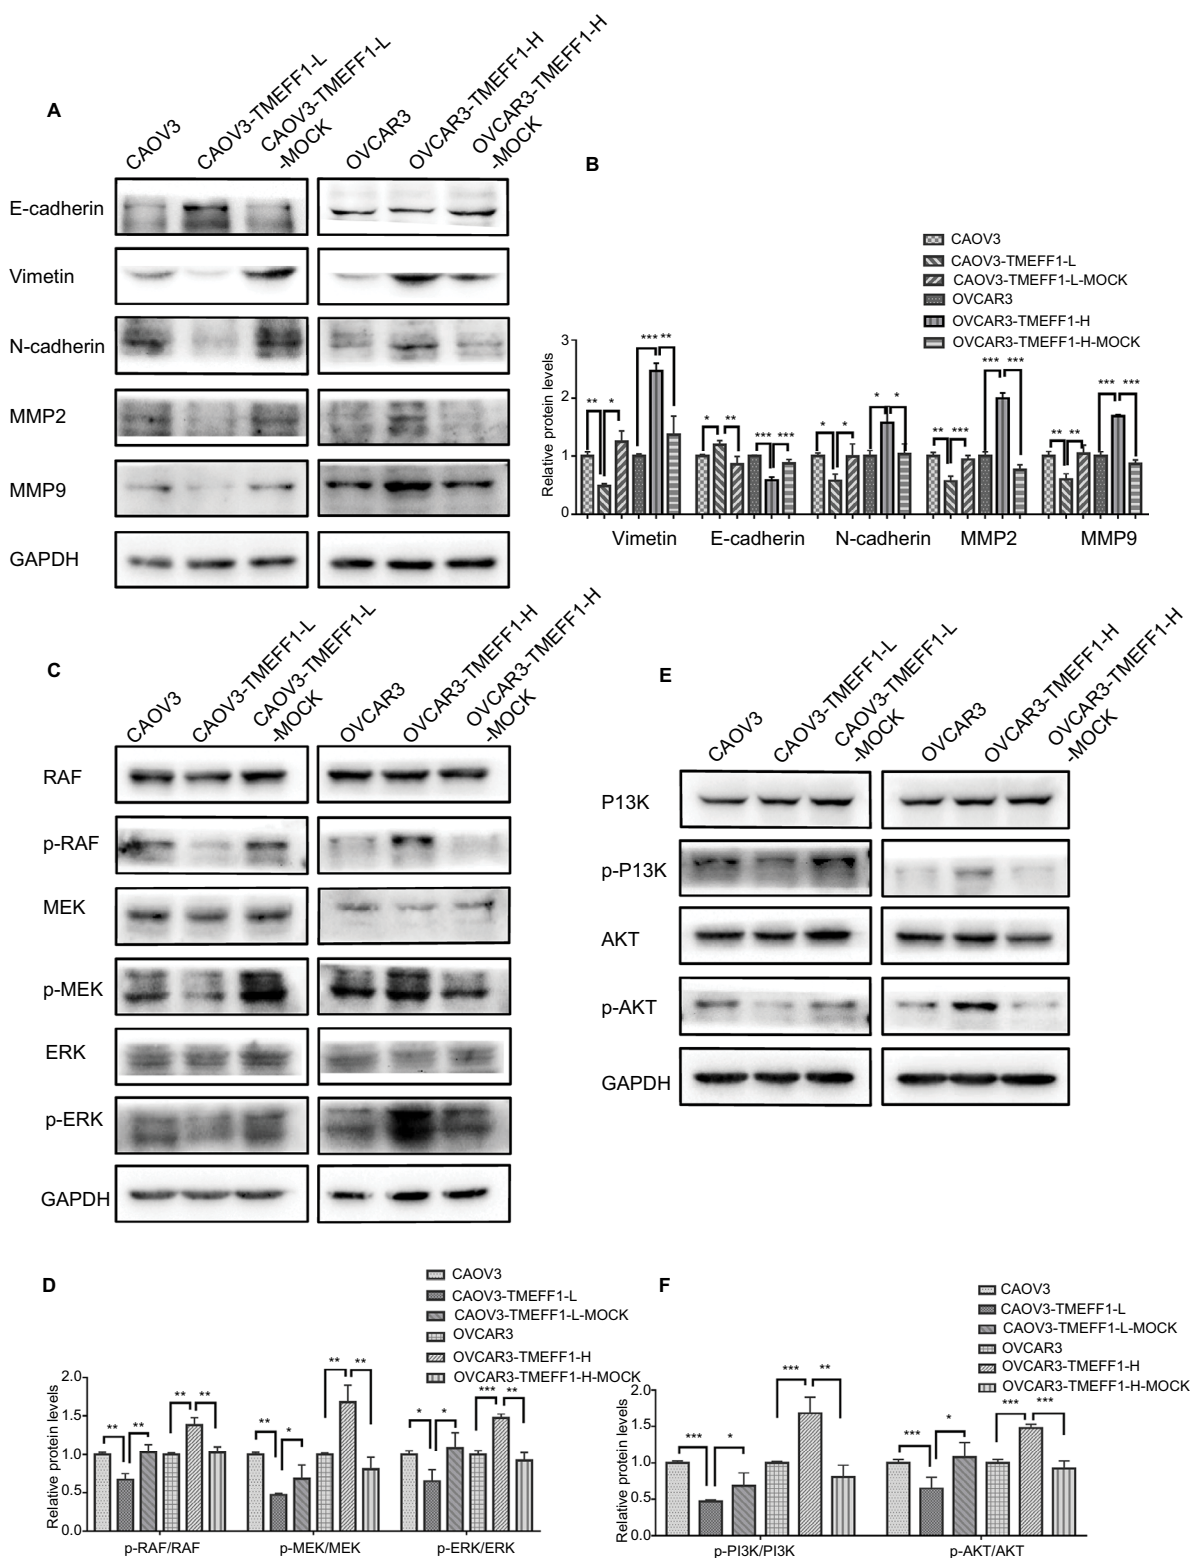 A
CAOV3
CAOV3-TMEFF1-L
CAOV3-TMEFF1-L
-MOCK
OVCAR3
OVCAR3-TMEFF1-H
OVCAR3-TMEFF1-H
-MOCK
E-cadherin
Vimetin
N-cadherin
MMP2
MMP9
GAPDH
B
CAOV3
CAOV3-TMEFF1-L
CAOV3-TMEFF1-L-MOCK
OVCAR3
OVCAR3-TMEFF1-H
OVCAR3-TMEFF1-H-MOCK
Relative protein levels
3
2
1
0
** * *** **
* ** *** ***
* * * *
** *** *** ***
** ** *** ***
Vimetin E-cadherin N-cadherin MMP2 MMP9
C
CAOV3
CAOV3-TMEFF1-L
CAOV3-TMEFF1-L
-MOCK
OVCAR3
OVCAR3-TMEFF1-H
OVCAR3-TMEFF1-H
-MOCK
RAF
p-RAF
MEK
p-MEK
ERK
p-ERK
GAPDH
E
CAOV3
CAOV3-TMEFF1-L
CAOV3-TMEFF1-L
-MOCK
OVCAR3
OVCAR3-TMEFF1-H
OVCAR3-TMEFF1-H
-MOCK
P13K
p-P13K
AKT
p-AKT
GAPDH
D
CAOV3
CAOV3-TMEFF1-L
CAOV3-TMEFF1-L-MOCK
OVCAR3
OVCAR3-TMEFF1-H
OVCAR3-TMEFF1-H-MOCK
Relative protein levels
2.0
1.5
1.0
0.5
0.0
** ** ** **
** * ** **
* * *** **
p-RAF/RAF p-MEK/MEK p-ERK/ERK
F
CAOV3
CAOV3-TMEFF1-L
CAOV3-TMEFF1-L-MOCK
OVCAR3
OVCAR3-TMEFF1-H
OVCAR3-TMEFF1-H-MOCK
Relative protein levels
2.0
1.5
1.0
0.5
0.0
*** * *** **
*** * *** ***
p-PI3K/PI3K p-AKT/AKT